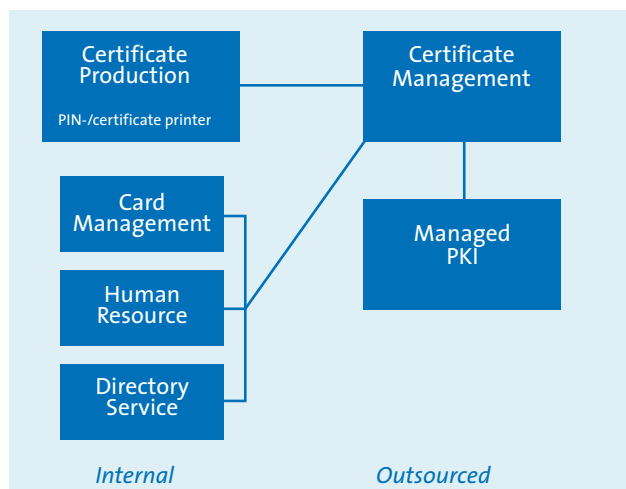 Certificate
Production
PIN-/certificate printer
Certificate
Management
Card
Management
Human
Resource
Directory
Service
Managed
PKI
Internal
Outsourced